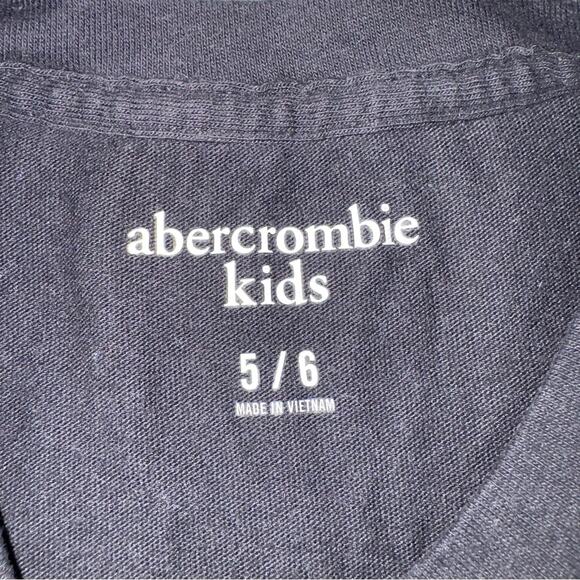 abercrombie
kids
5 / 6
MADE IN VIETNAM